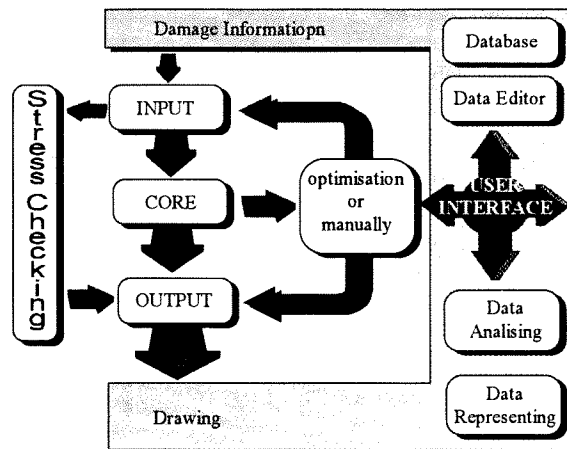 Damage Informatiopn
Database
Data Editor
Stress Checking
INPUT
CORE
optimisation
or
manually
USER
INTERFACE
OUTPUT
Data
Analising
Drawing
Data
Representing